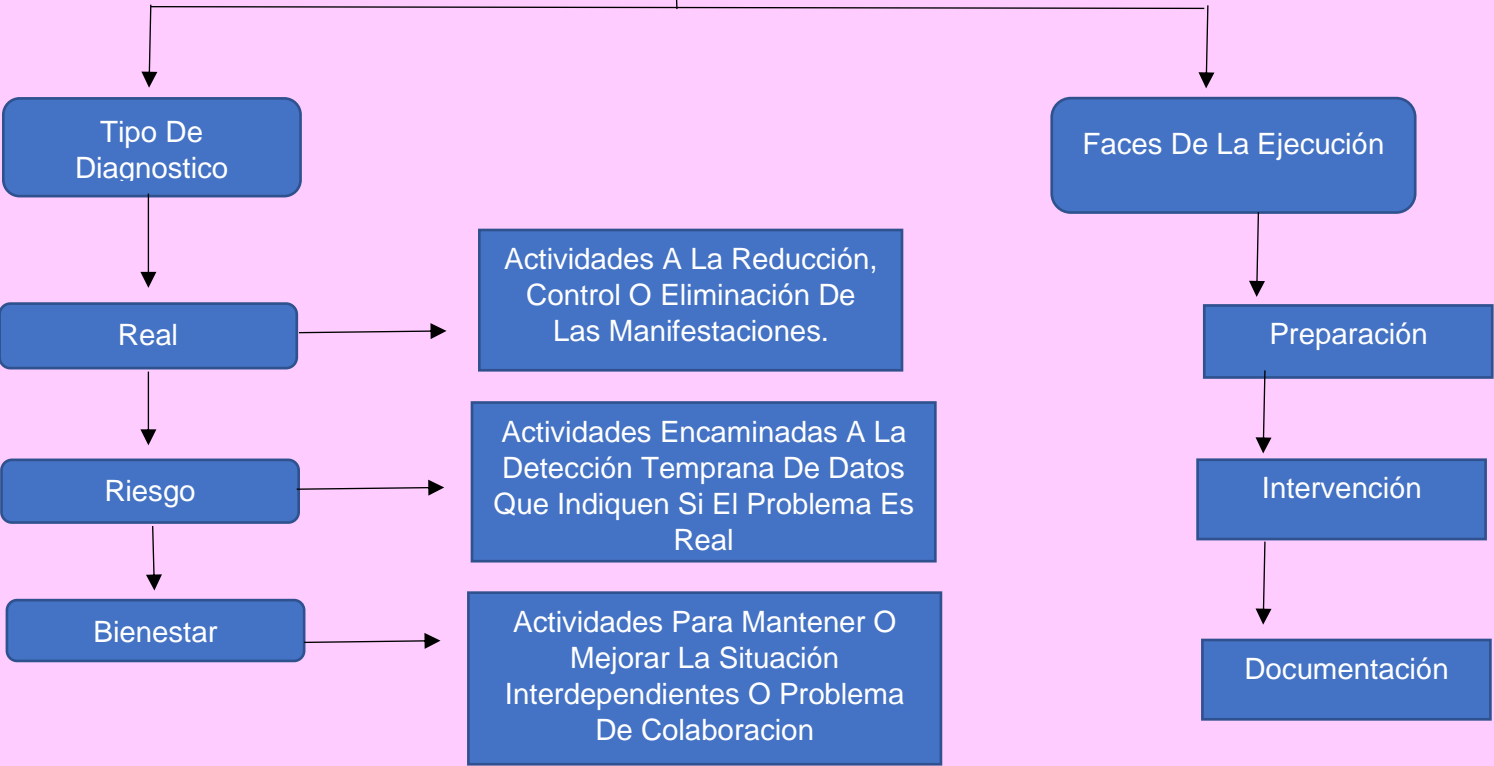 Tipo De
Diagnostico
Faces De La Ejecución
Real
Actividades A La Reducción,
Control O Eliminación De
Las Manifestaciones.
Preparación
Riesgo
Actividades Encaminadas A La
Detección Temprana De Datos
Que Indiquen Si El Problema Es
Real
Intervención
Bienestar
Actividades Para Mantener O
Mejorar La Situación
Interdependientes O Problema
De Colaboracion
Documentación